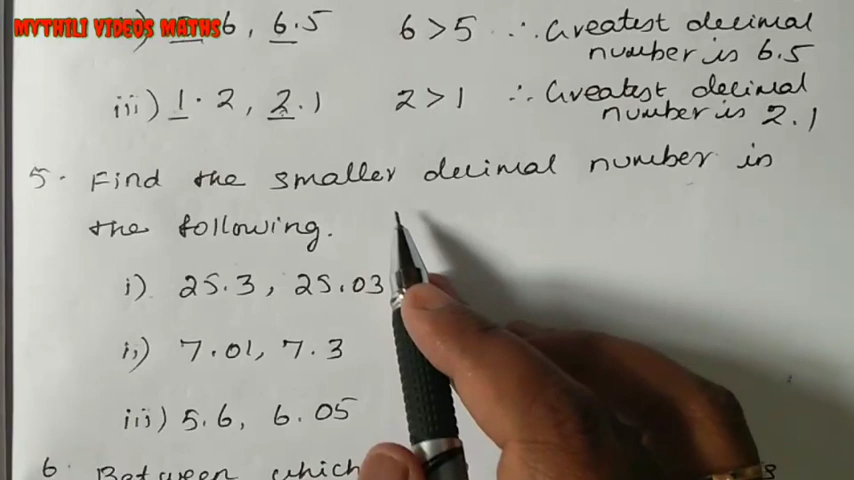 MYTHILI VIDEOS MATHS
6, 6.5 6 > 5 ∴ Greatest decimal
number is 6.5
iii) 1.2, 2.1 2 > 1 ∴ Greatest decimal
number is 2.1
5. Find the smaller decimal number in
the following.
i) 25.3, 25.03
ii) 7.01, 7.3
iii) 5.6, 6.05
6. Between which